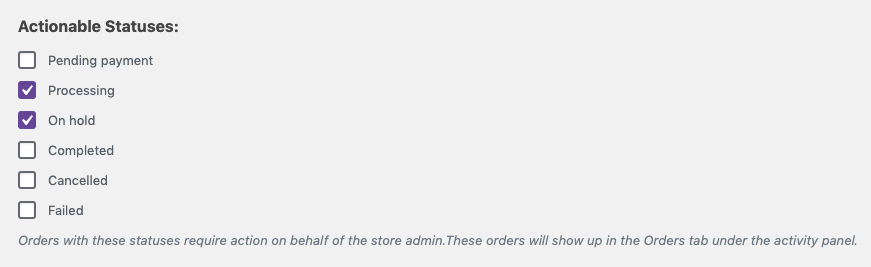 Actionable Statuses:
Pending payment
Processing
On hold
Completed
Cancelled
Failed
Orders with these statuses require action on behalf of the store admin.These orders will show up in the Orders tab under the activity panel.